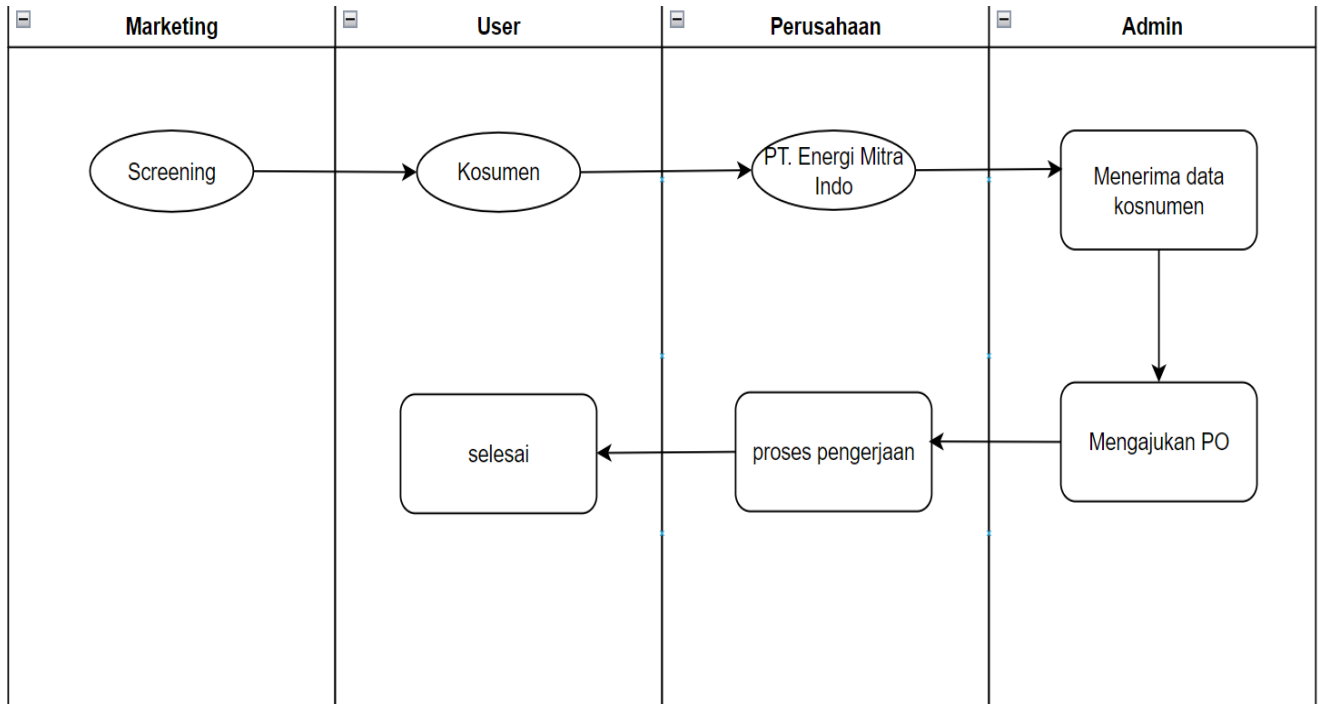 Marketing
User
Perusahaan
Admin
Screening
Kosumen
PT. Energi Mitra
Indo
Menerima data
kosnumen
selesai
proses pengerjaan
Mengajukan PO